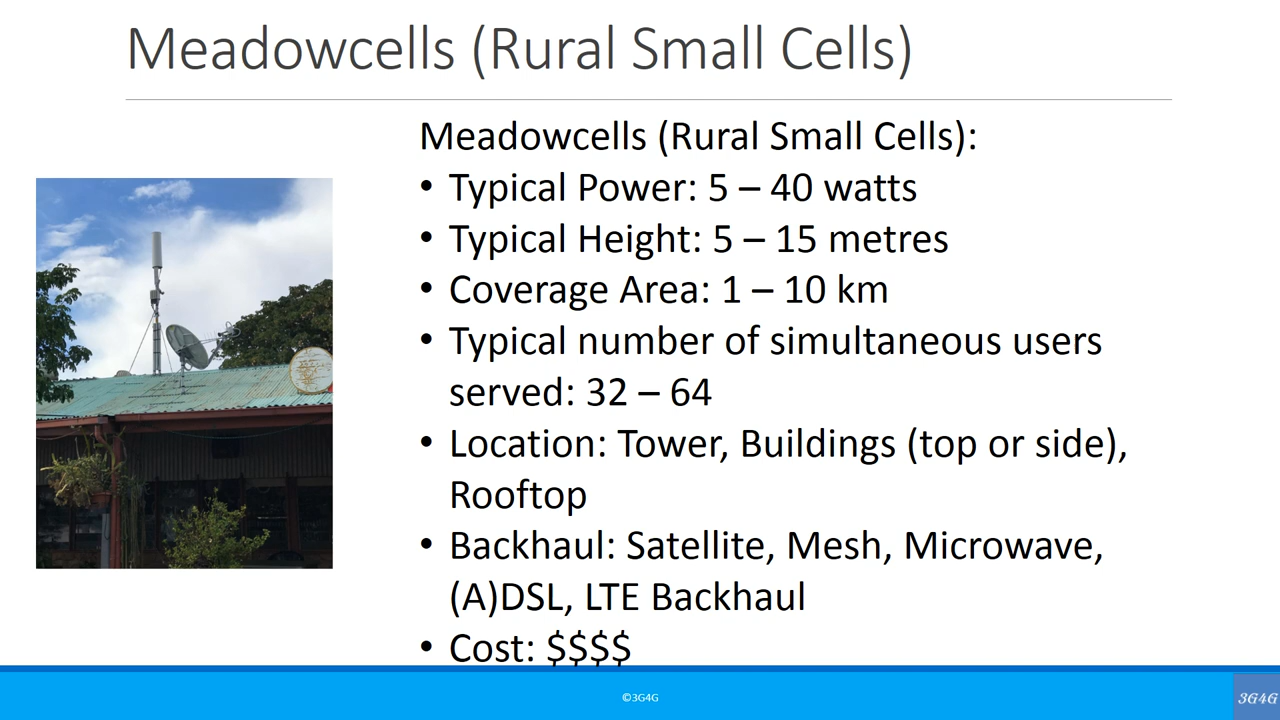 Meadowcells (Rural Small Cells)
Meadowcells (Rural Small Cells):
• Typical Power: 5 – 40 watts
• Typical Height: 5 – 15 metres
• Coverage Area: 1 – 10 km
• Typical number of simultaneous users
served: 32 – 64
• Location: Tower, Buildings (top or side),
Rooftop
• Backhaul: Satellite, Mesh, Microwave,
(A)DSL, LTE Backhaul
• Cost: $$$$
©3G4G
3G4G